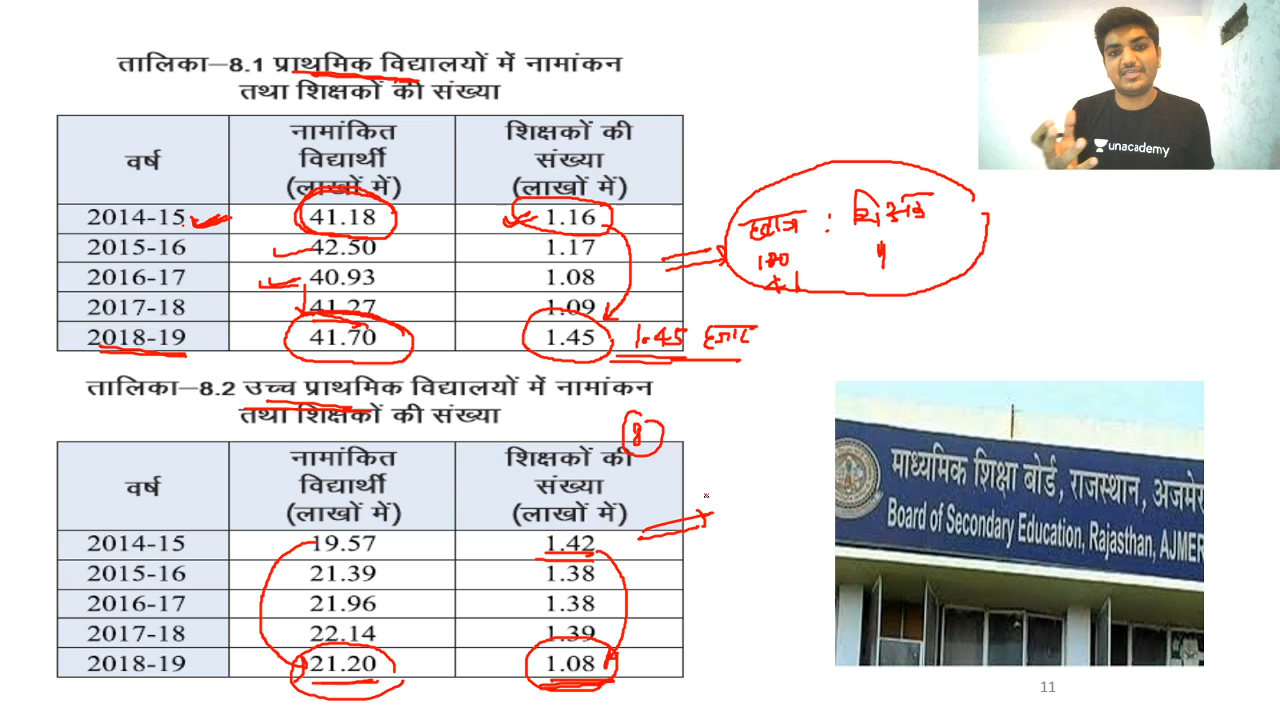 तालिका–8.1 प्राथमिक विद्यालयों में नामांकन
तथा शिक्षकों की संख्या
वर्ष नामांकित विद्यार्थी (लाखों में) शिक्षकों की संख्या (लाखों में)
2014-15 41.18 1.16
2015-16 42.50 1.17
2016-17 40.93 1.08
2017-18 41.27 1.09
2018-19 41.70 1.45
1.45 हजार
तालिका–8.2 उच्च प्राथमिक विद्यालयों में नामांकन
तथा शिक्षकों की संख्या
8
वर्ष नामांकित विद्यार्थी (लाखों में) शिक्षकों की संख्या (लाखों में)
2014-15 19.57 1.42
2015-16 21.39 1.38
2016-17 21.96 1.38
2017-18 22.14 1.39
2018-19 21.20 1.08
unacademy
माध्यमिक शिक्षा बोर्ड, राजस्थान, अजमेर
Board of Secondary Education, Rajasthan, AJMER
11